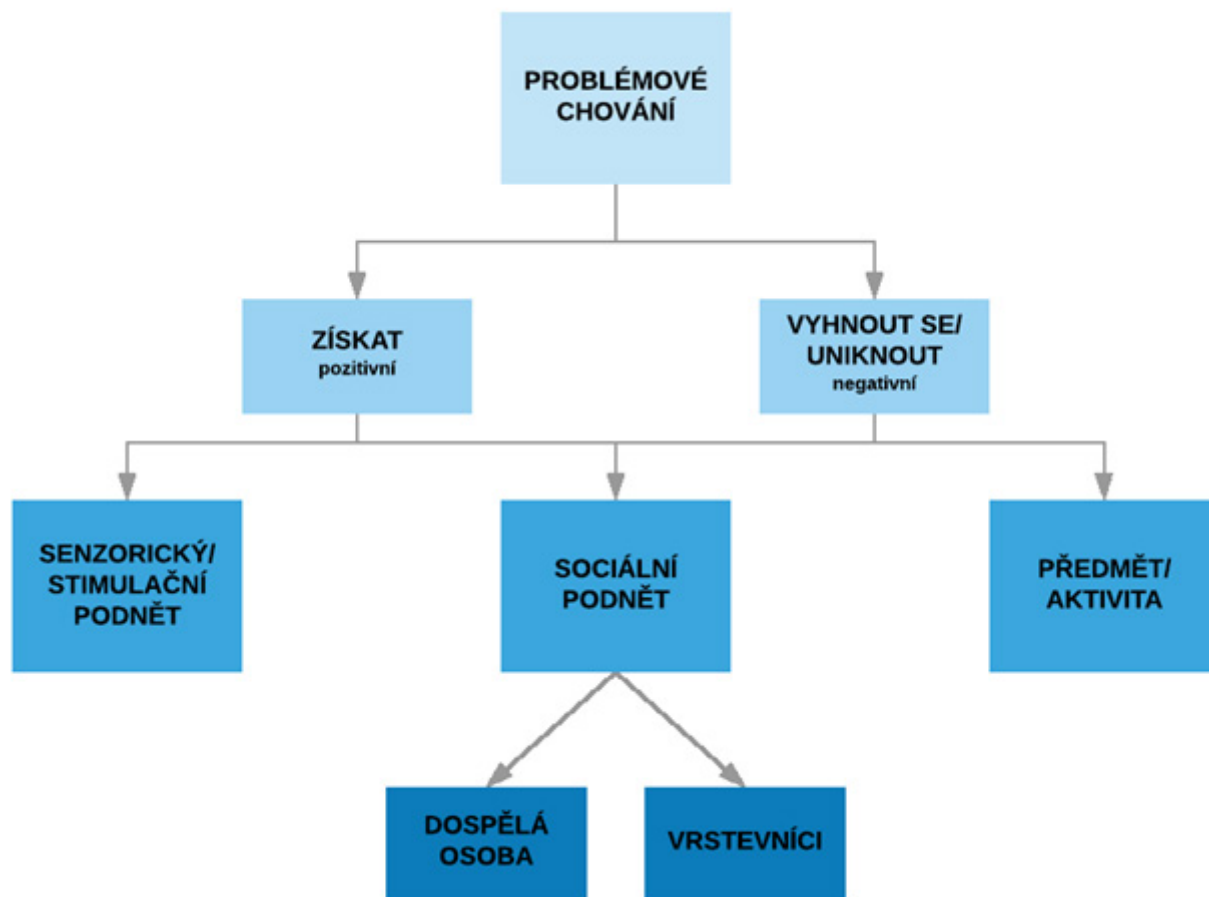 PROBLÉMOVÉ
CHOVÁNÍ
ZÍSKAT
pozitivní
VYHNOUT SE/
UNIKNOUT
negativní
SENZORICKÝ/
STIMULAČNÍ
PODNĚT
SOCIÁLNÍ
PODNĚT
PŘEDMĚT/
AKTIVITA
DOSPĚLÁ
OSOBA
VRSTEVNÍCI